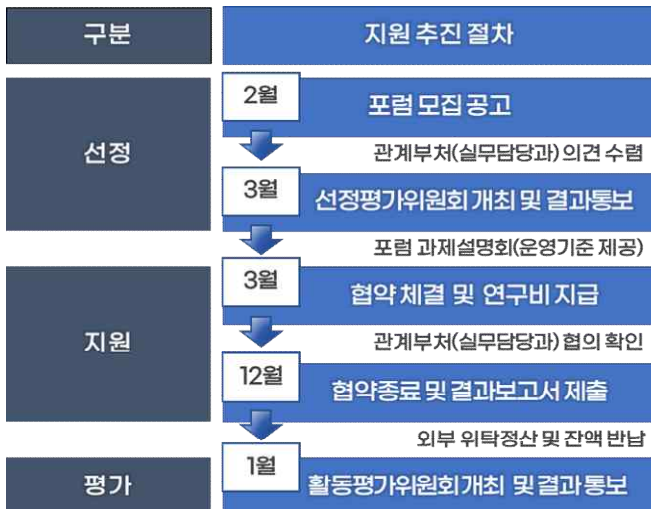 구분
지원 추진 절차
선정
2월
포럼 모집 공고
관계부처(실무담당과) 의견 수렴
3월
선정평가위원회 개최 및 결과통보
포럼 과제설명회(운영기준 제공)
지원
3월
협약 체결 및 연구비 지급
관계부처(실무담당과) 협의 확인
12월
협약종료 및 결과보고서 제출
외부 위탁정산 및 잔액 반납
평가
1월
활동평가위원회 개최 및 결과 통보